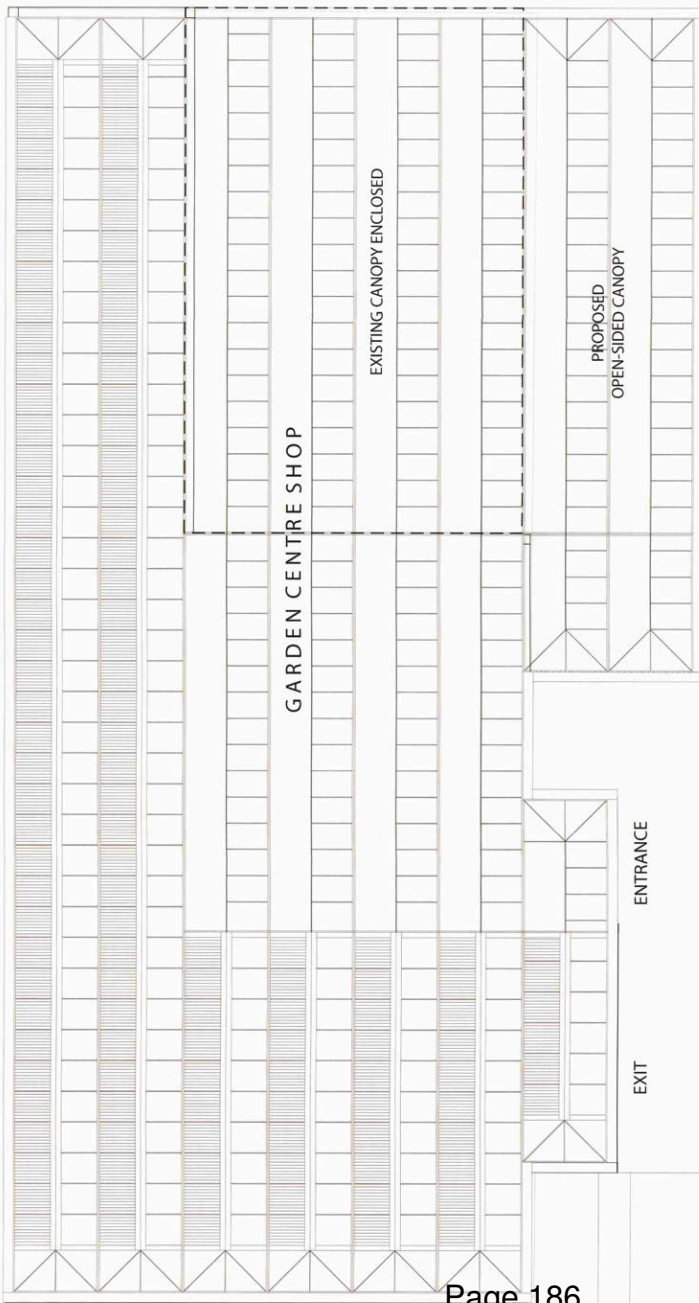 GARDEN CENTRE SHOP
EXISTING CANOPY ENCLOSED
PROPOSED
OPEN-SIDED CANOPY
EXIT
ENTRANCE
Page 186